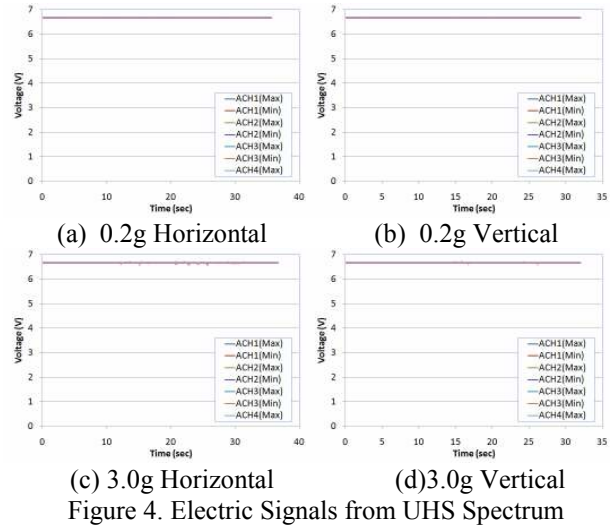 7
6
5
4
3
2
1
0
Voltage (V)
ACH1(Max)
ACH1(Min)
ACH2(Max)
ACH2(Min)
ACH3(Max)
ACH3(Min)
ACH4(Max)
0 10 20 30 40
Time (sec)
(a) 0.2g Horizontal
7
6
5
4
3
2
1
0
Voltage (V)
ACH1(Max)
ACH1(Min)
ACH2(Max)
ACH2(Min)
ACH3(Max)
ACH3(Min)
ACH4(Max)
0 5 10 15 20 25 30 35
Time (sec)
(b) 0.2g Vertical
7
6
5
4
3
2
1
0
Voltage (V)
ACH1(Max)
ACH1(Min)
ACH2(Max)
ACH2(Min)
ACH3(Max)
ACH3(Min)
ACH4(Max)
0 10 20 30 40
Time (sec)
(c) 3.0g Horizontal
7
6
5
4
3
2
1
0
Voltage (V)
ACH1(Max)
ACH1(Min)
ACH2(Max)
ACH2(Min)
ACH3(Max)
ACH3(Min)
ACH4(Max)
0 5 10 15 20 25 30 35
Time (sec)
(d)3.0g Vertical
Figure 4. Electric Signals from UHS Spectrum